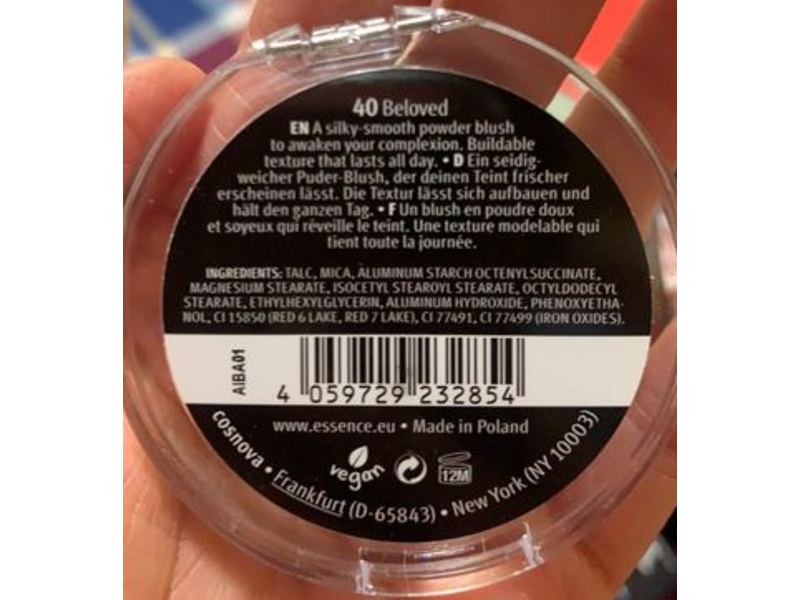 40 Beloved
EN A silky-smooth powder blush
to awaken your complexion. Buildable
texture that lasts all day. • D Ein seidig-
weicher Puder-Blush, der deinen Teint frischer
erscheinen lässt. Die Textur lässt sich aufbauen und
hält den ganzen Tag. • F Un blush en poudre doux
et soyeux qui réveille le teint. Une texture modelable qui
tient toute la journée.
INGREDIENTS: TALC, MICA, ALUMINUM STARCH OCTENYLSUCCINATE,
MAGNESIUM STEARATE, ISOCETYL STEAROYL STEARATE, OCTYLDODECYL
STEARATE, ETHYLHEXYLGLYCERIN, ALUMINUM HYDROXIDE, PHENOXYETHA-
NOL, CI 15850 (RED 6 LAKE, RED 7 LAKE), CI 77491, CI 77499 (IRON OXIDES).
AIBA01
4 059729 232854
www.essence.eu • Made in Poland
vegan
12M
cosnova • Frankfurt (D-65843) • New York (NY 10003)